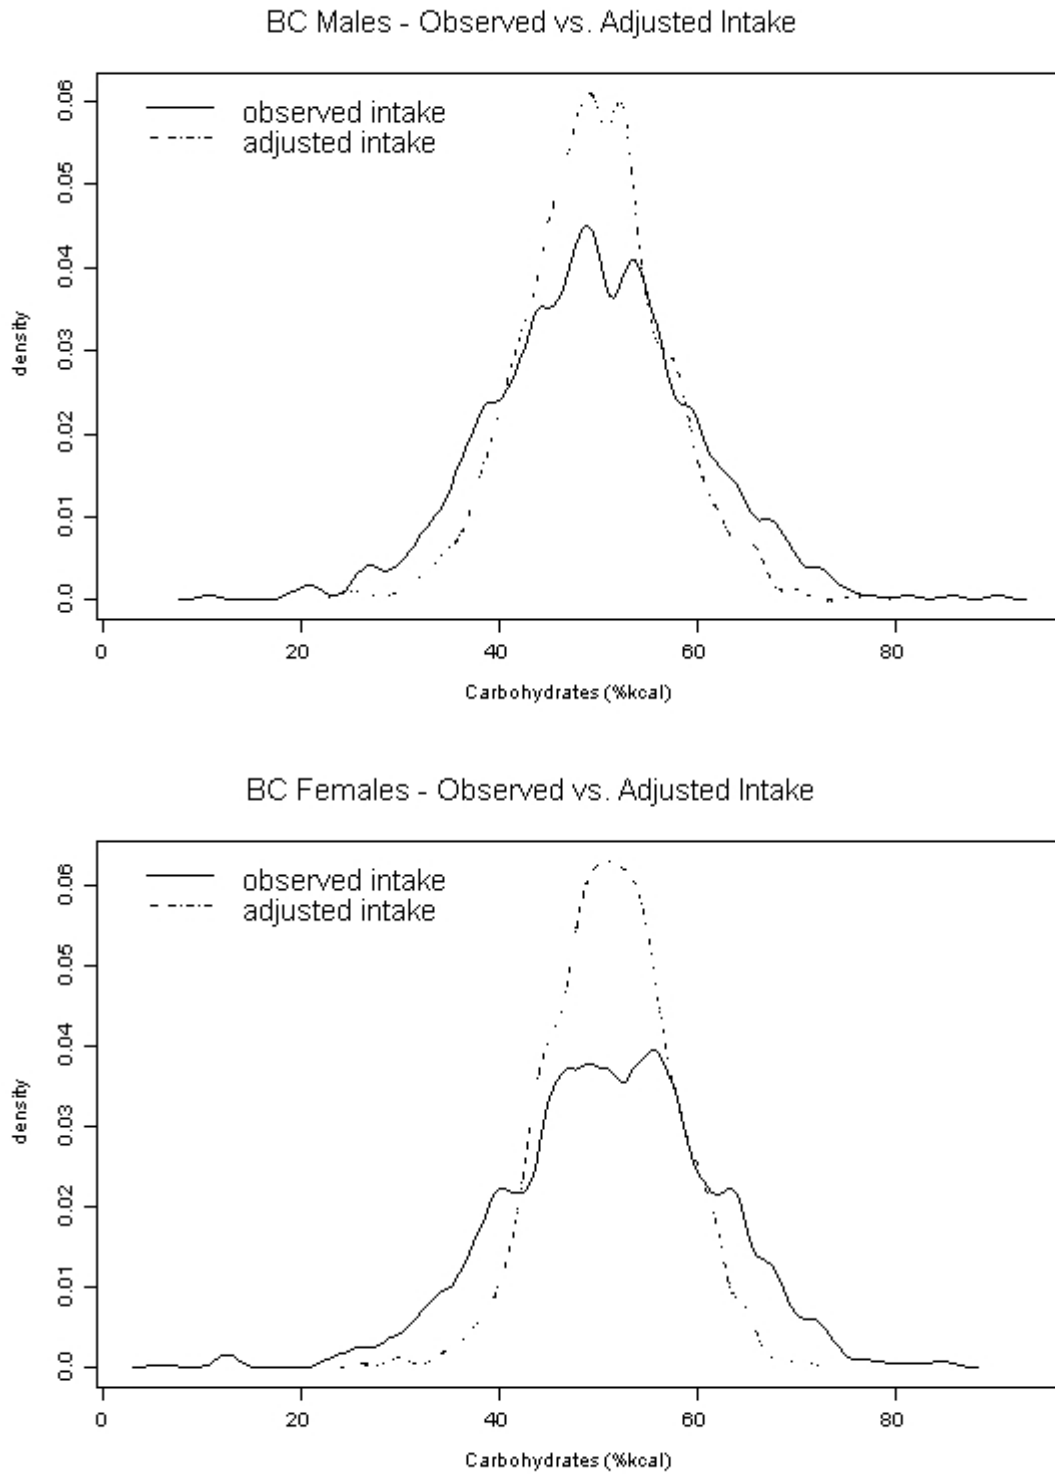 BC Males - Observed vs. Adjusted Intake
observed intake
adjusted intake
0.06
0.05
0.04
0.03
0.02
0.01
0.0
density
0 20 40 60 80
Carbohydrates (%kcal)
BC Females - Observed vs. Adjusted Intake
observed intake
adjusted intake
0.06
0.05
0.04
0.03
0.02
0.01
0.0
density
0 20 40 60 80
Carbohydrates (%kcal)